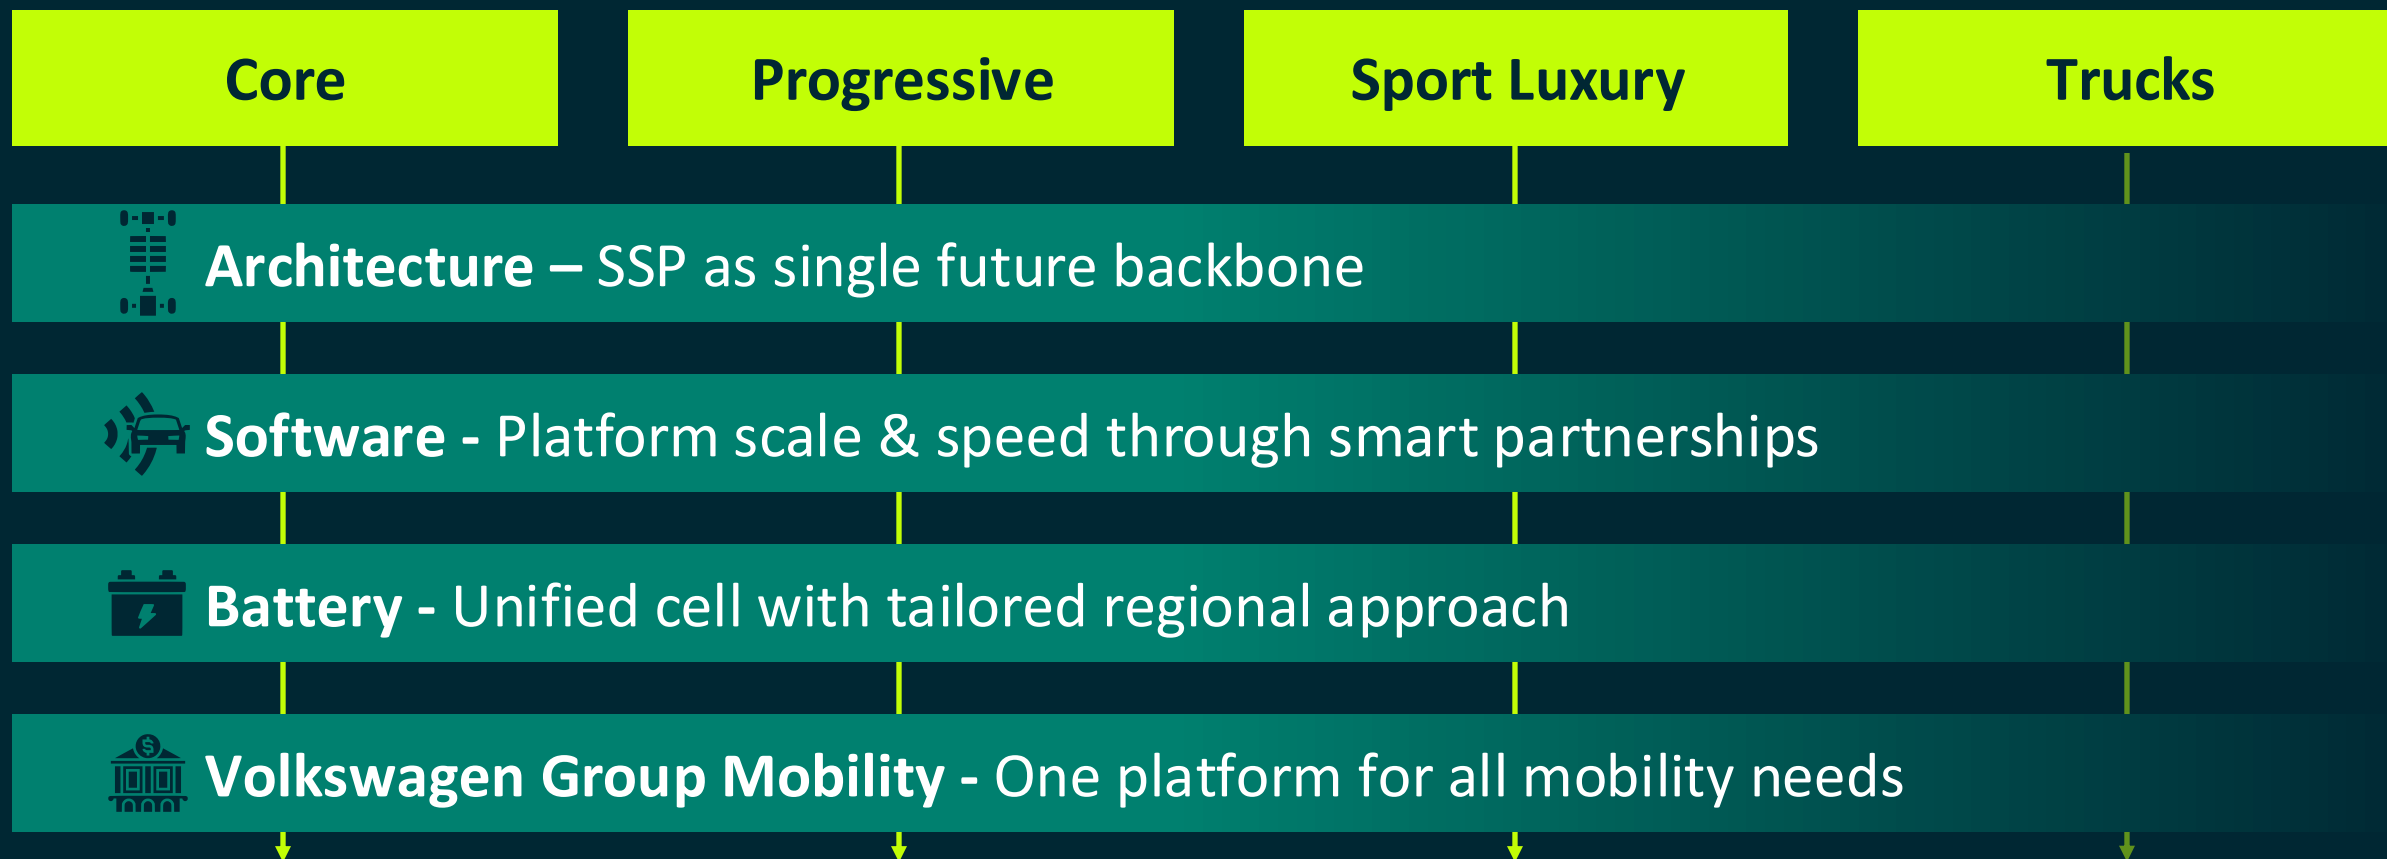 Core
Progressive
Sport Luxury
Trucks
Architecture – SSP as single future backbone
Software - Platform scale & speed through smart partnerships
Battery - Unified cell with tailored regional approach
$
Volkswagen Group Mobility - One platform for all mobility needs